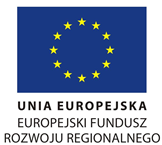 UNIA EUROPEJSKA
EUROPEJSKI FUNDUSZ
ROZWOJU REGIONALNEGO